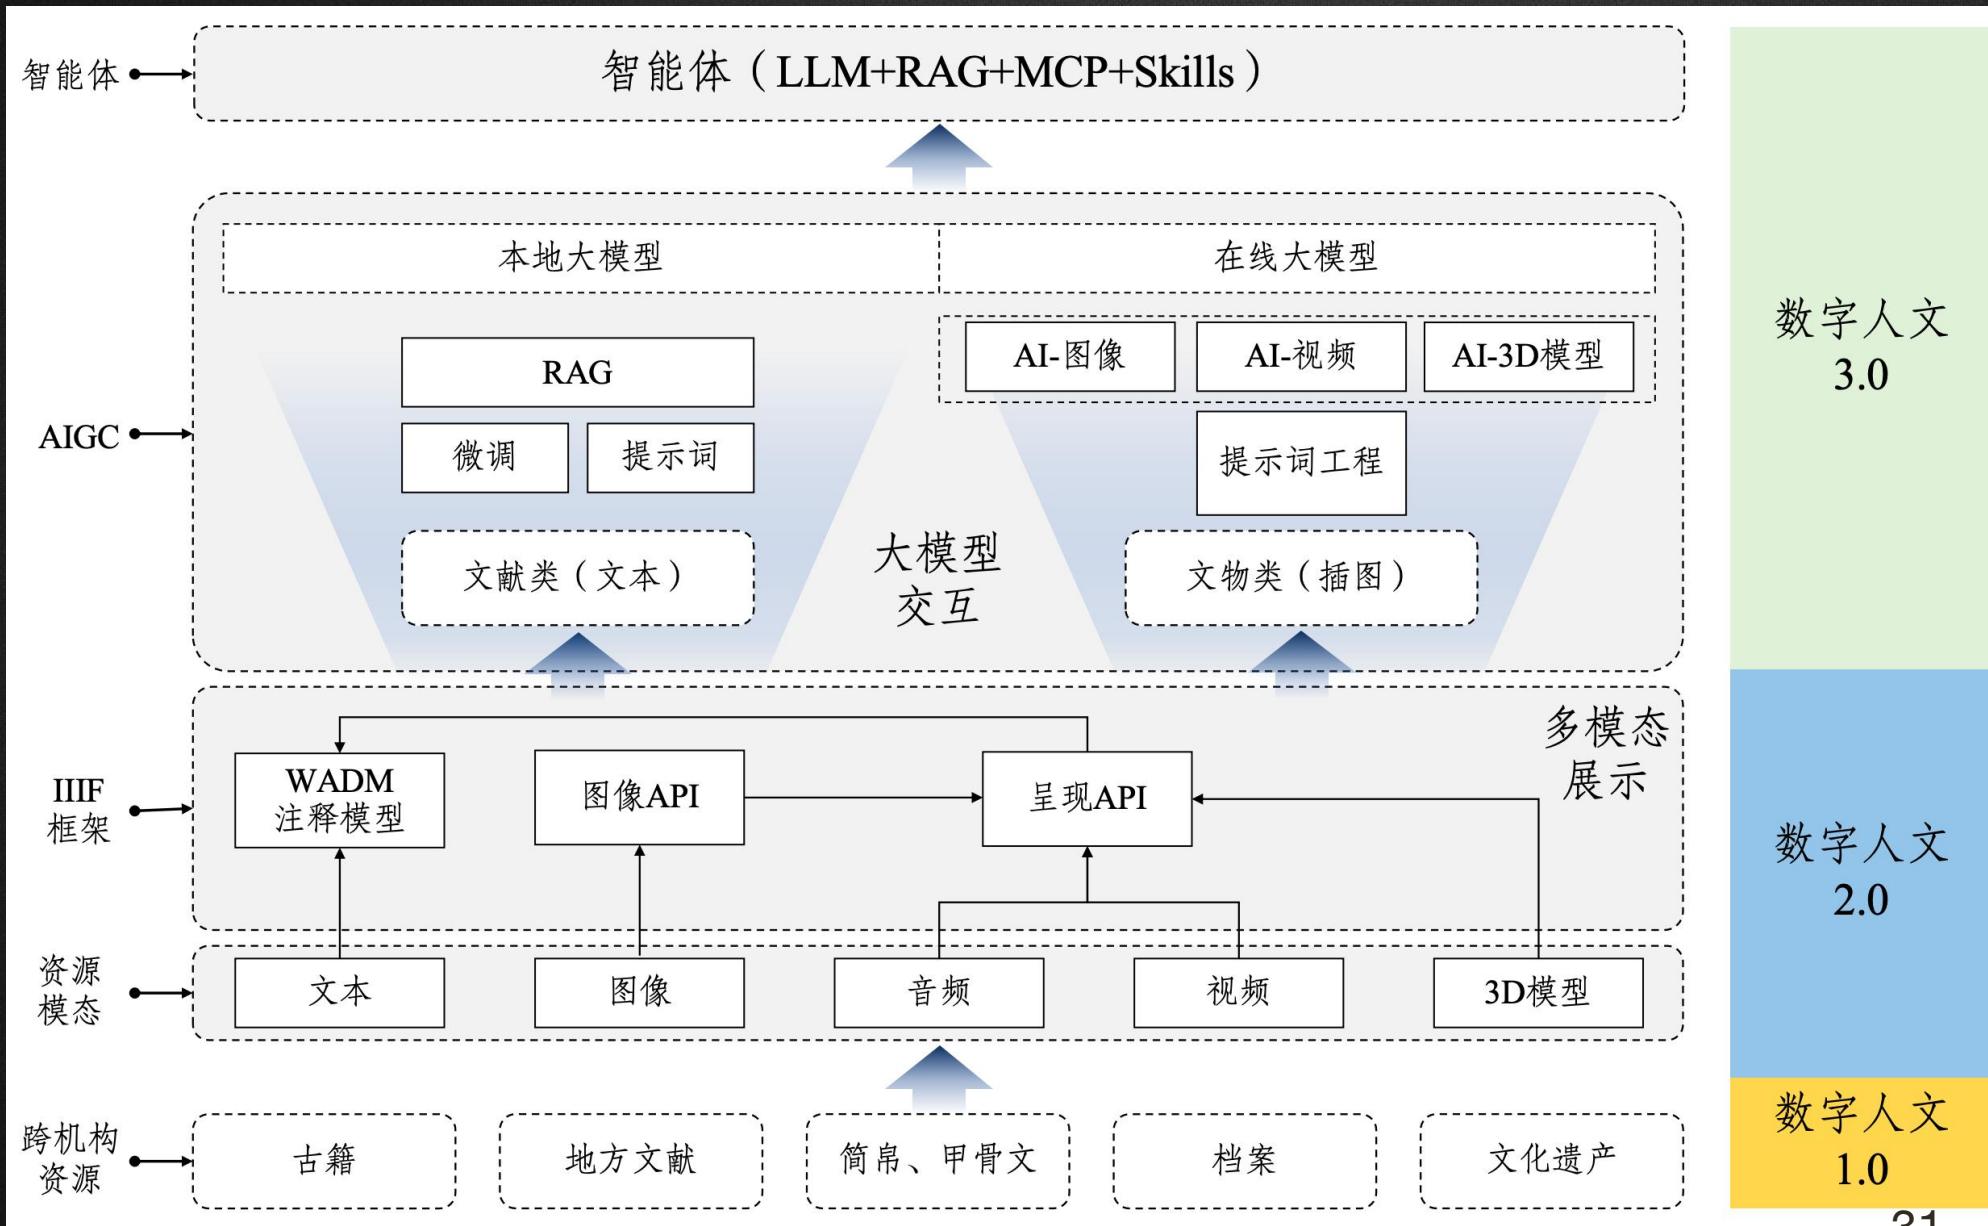 智能体
智能体（LLM+RAG+MCP+Skills）
本地大模型
在线大模型
AI-图像
AI-视频
AI-3D模型
RAG
微调
提示词
提示词工程
AIGC
文献类（文本）
大模型
交互
文物类（插图）
数字人文
3.0
IIIF
框架
WADM
注释模型
图像API
呈现API
多模态
展示
数字人文
2.0
资源
模态
文本
图像
音频
视频
3D模型
跨机构
资源
古籍
地方文献
简帛、甲骨文
档案
文化遗产
数字人文
1.0